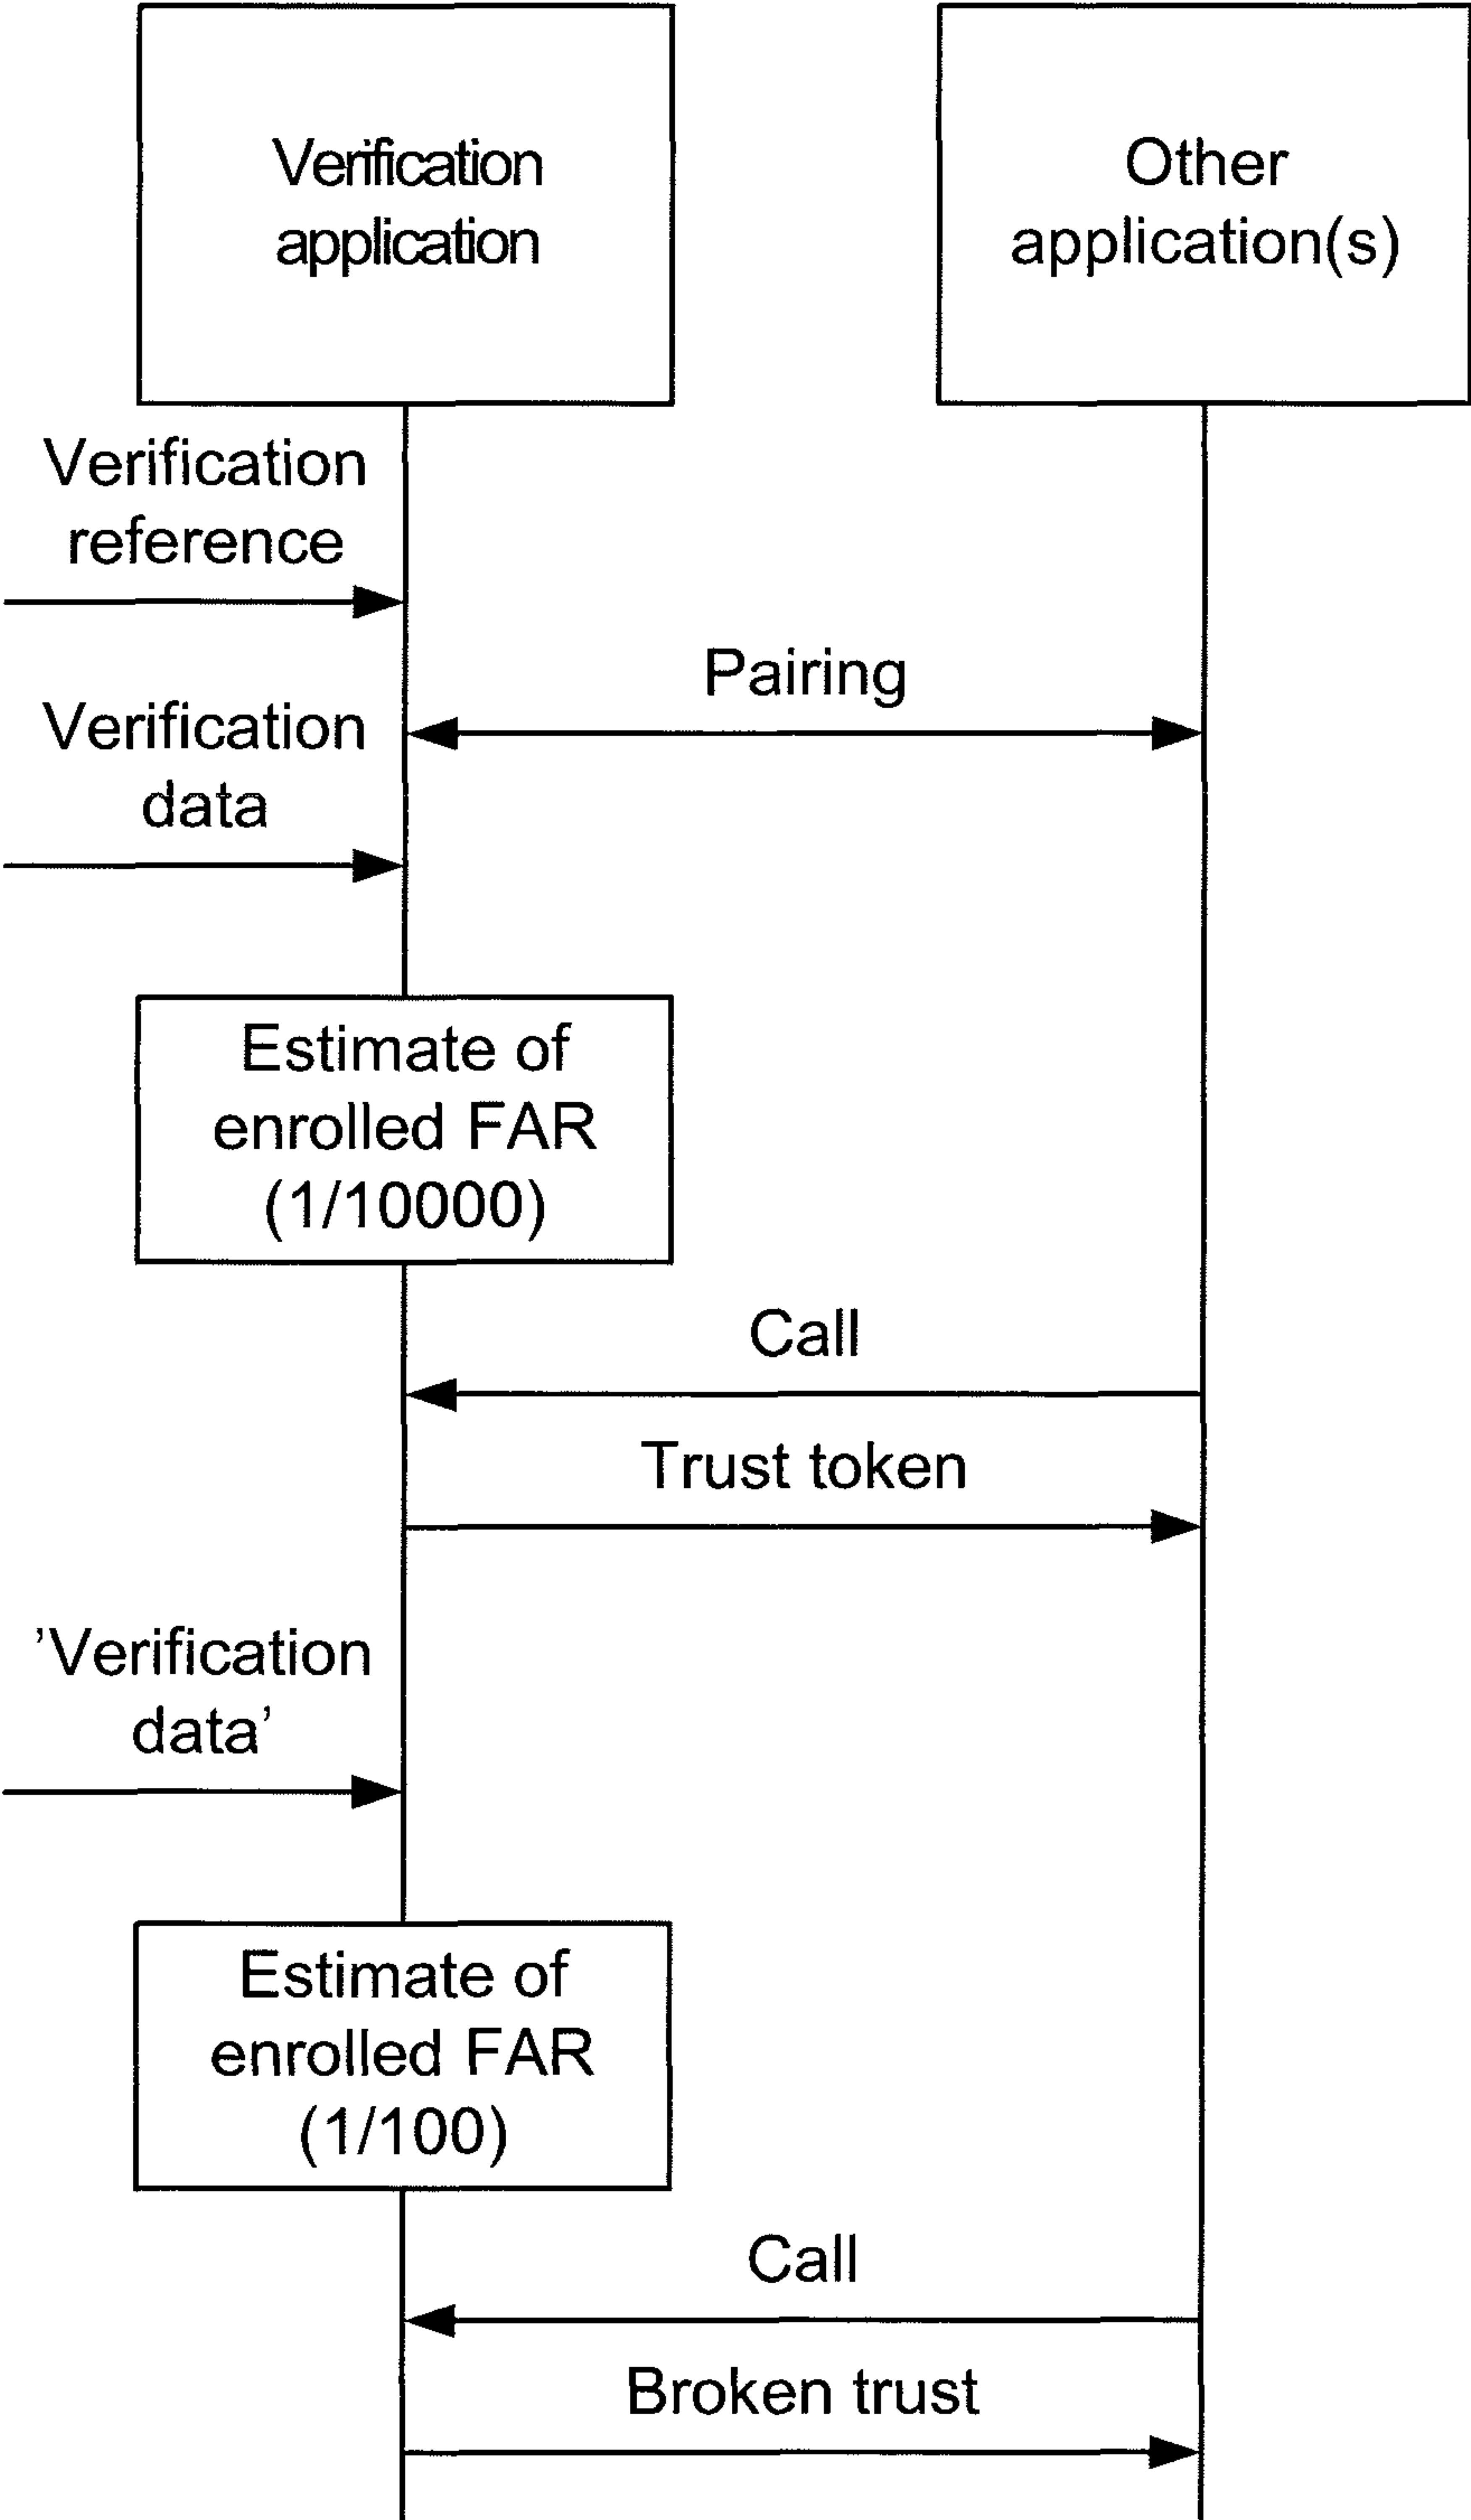 Verification
application
Other
application(s)
Verification
reference
Pairing
Verification
data
Estimate of
enrolled FAR
(1/10000)
Call
Trust token
’Verification
data’
Estimate of
enrolled FAR
(1/100)
Call
Broken trust